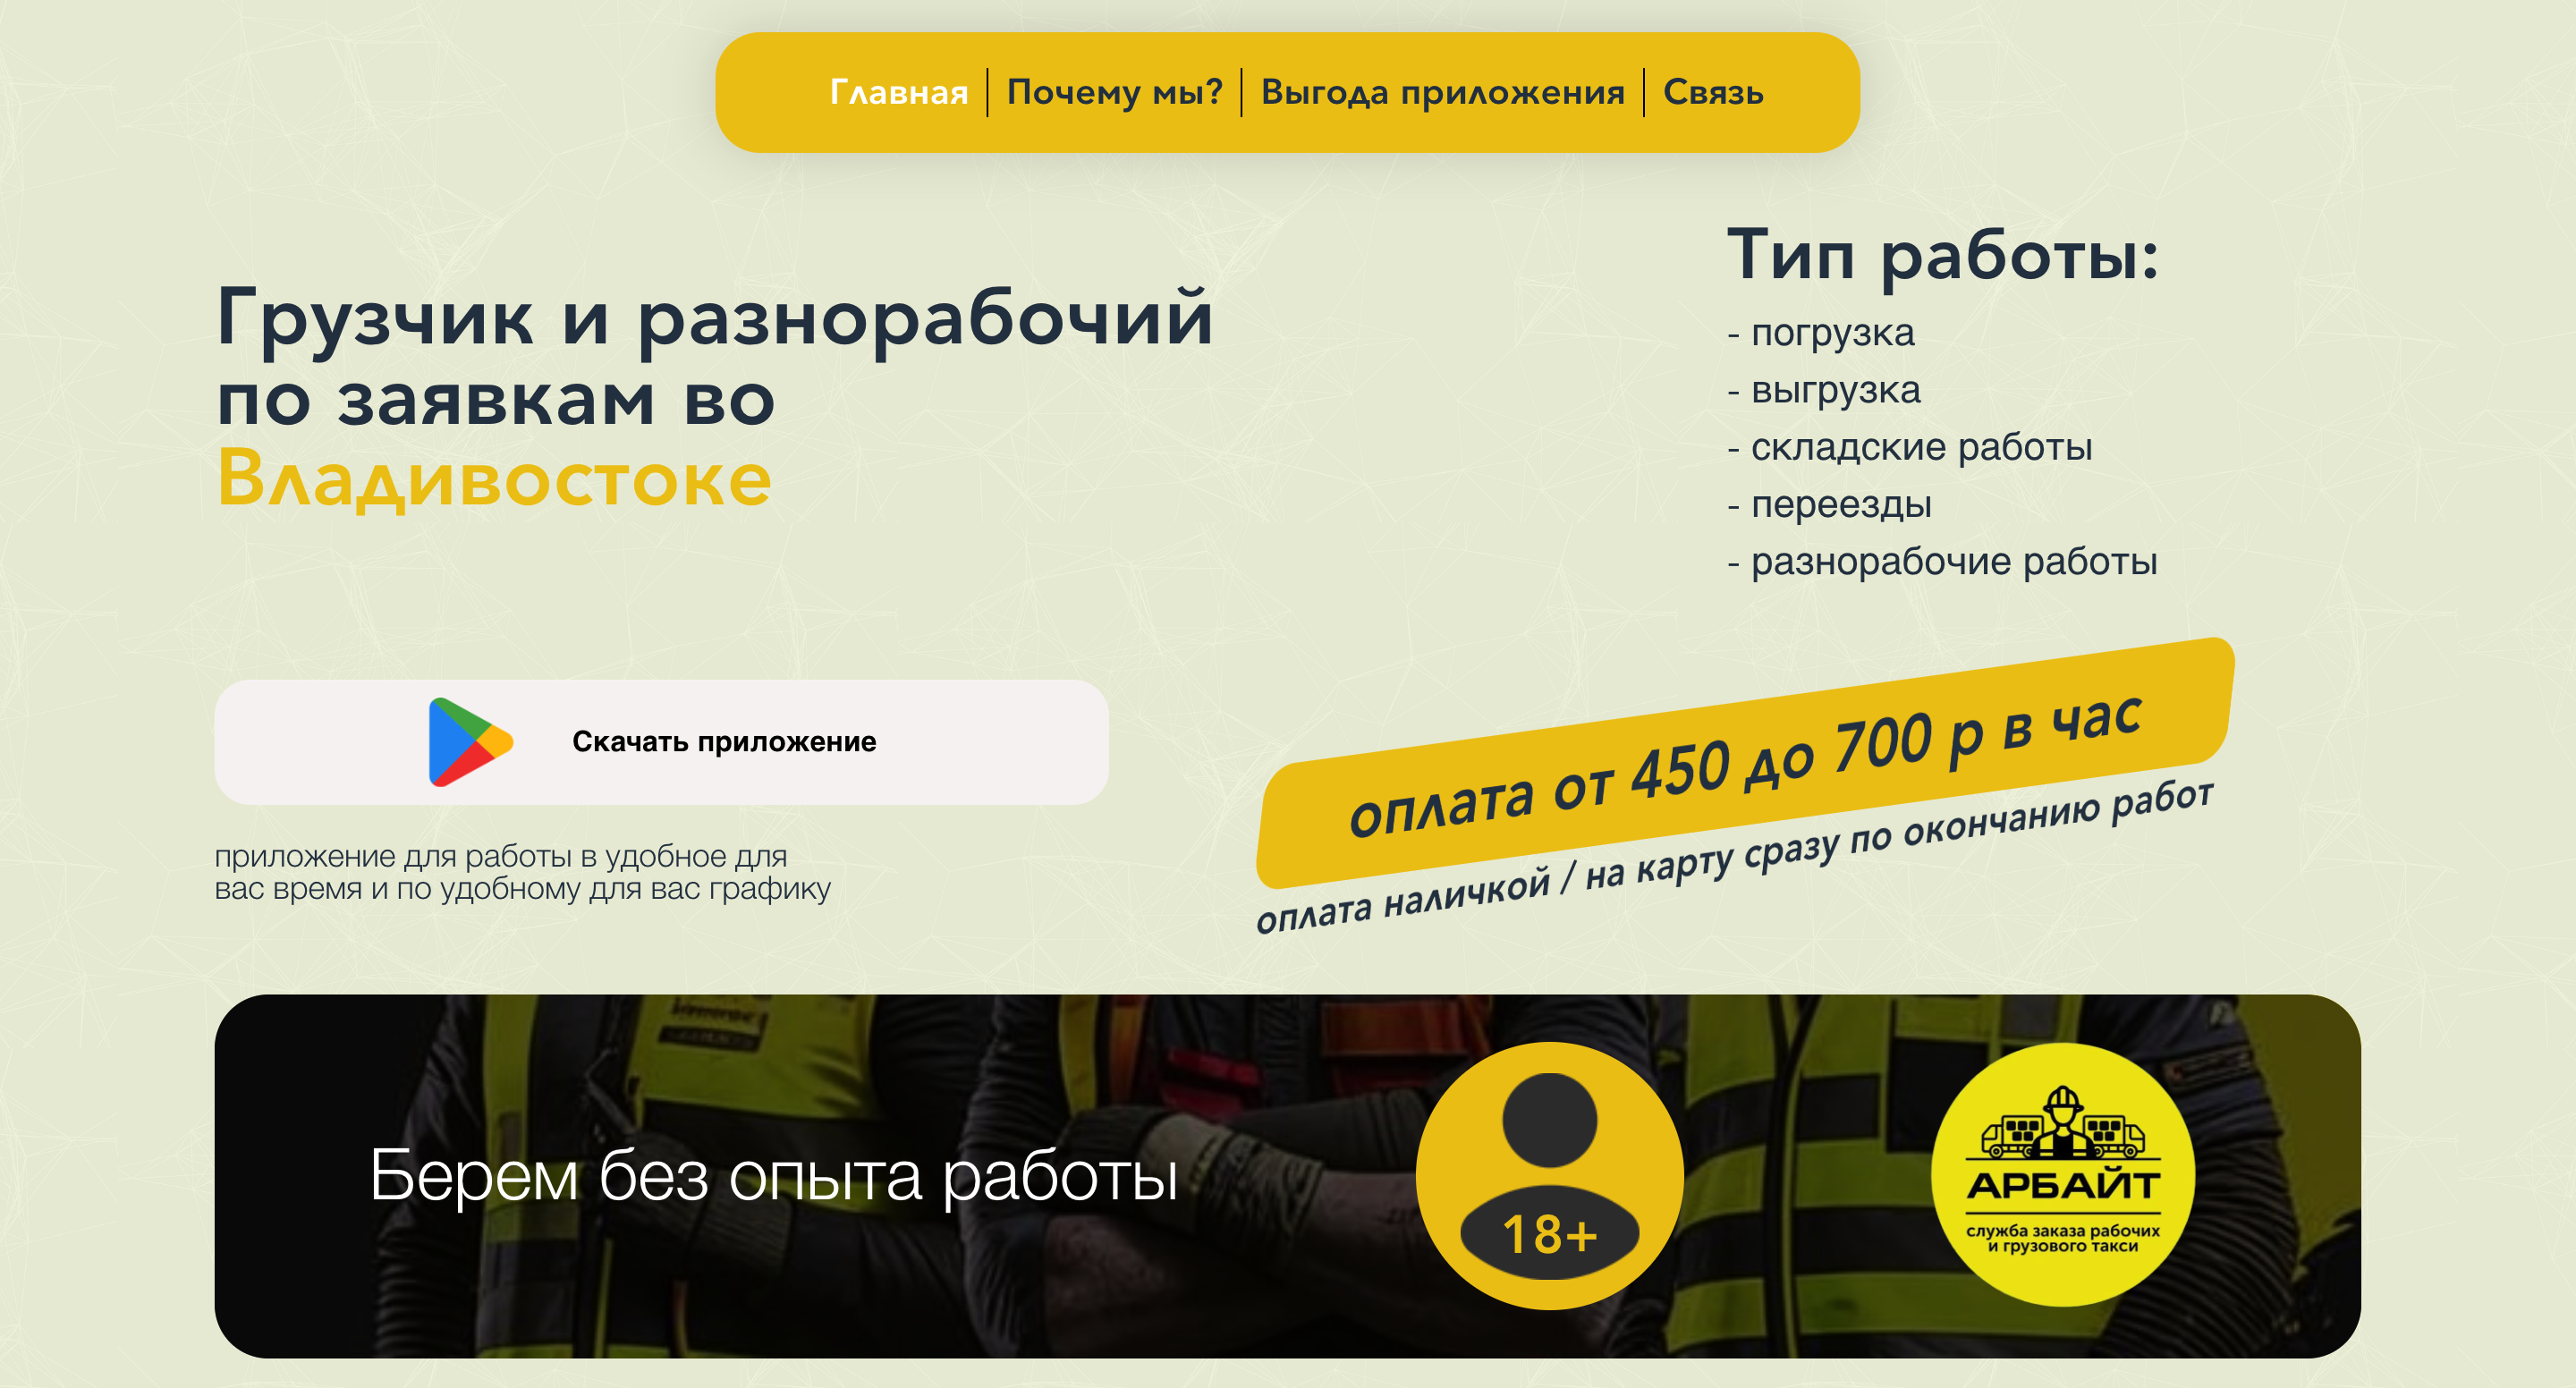 Главная
Почему мы?
Выгода приложения
Связь
Грузчик и разнорабочий
по заявкам во
Владивостоке
Тип работы:
- погрузка
- выгрузка
- складские работы
- переезды
- разнорабочие работы
Скачать приложение
приложение для работы в удобное для
вас время и по удобному для вас графику
оплата от 450 до 700 р в час
оплата наличкой / на карту сразу по окончанию работ
Берем без опыта работы
18+
АРБАЙТ
служба заказа рабочих
и грузового такси